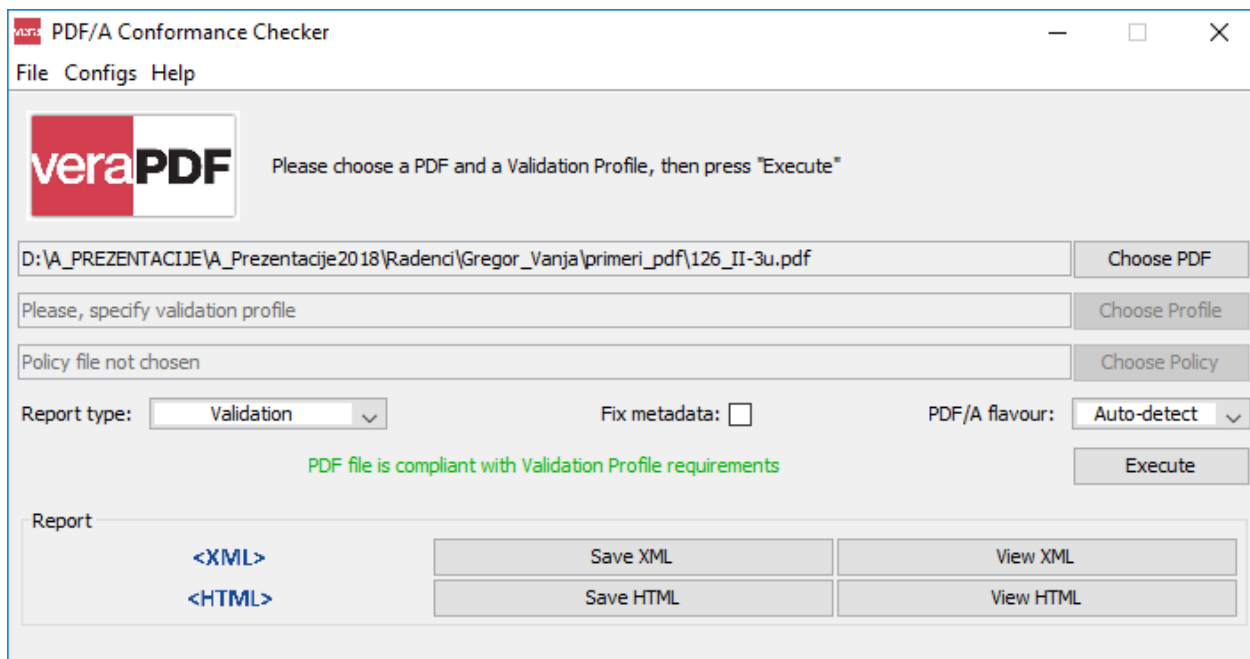 PDF/A Conformance Checker
File Configs Help
veraPDF
Please choose a PDF and a Validation Profile, then press "Execute"
D:\A_PREZENTACIJE\A_Prezentacije2018\Radenci\Gregor_Vanja\primeri_pdf\126_II-3u.pdf Choose PDF
Please, specify validation profile Choose Profile
Policy file not chosen Choose Policy
Report type: Validation Fix metadata: PDF/A flavour: Auto-detect
PDF file is compliant with Validation Profile requirements Execute
Report
<XML> Save XML View XML
<HTML> Save HTML View HTML